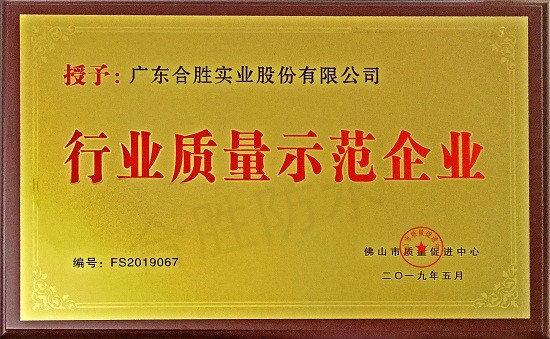 授予：广东合胜实业股份有限公司
行业质量示范企业
合胜防水
编号：FS2019067
佛山市质量促进中心
二〇一九年五月